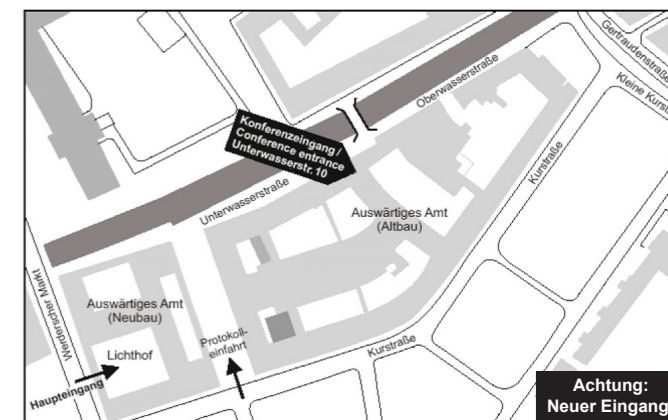 Gertraudenstraße
Kleine Kurst
Oberwasserstraße
Konferenzeingang /
Conference entrance
Unterwasserstr. 10
Kurstraße
Unterwasserstraße
Auswärtiges Amt
(Altbau)
Werderscher Markt
Auswärtiges Amt
(Neubau)
Protokoll-
einfahrt
Lichthof
Kurstraße
Haupteingang
Achtung:
Neuer Eingang